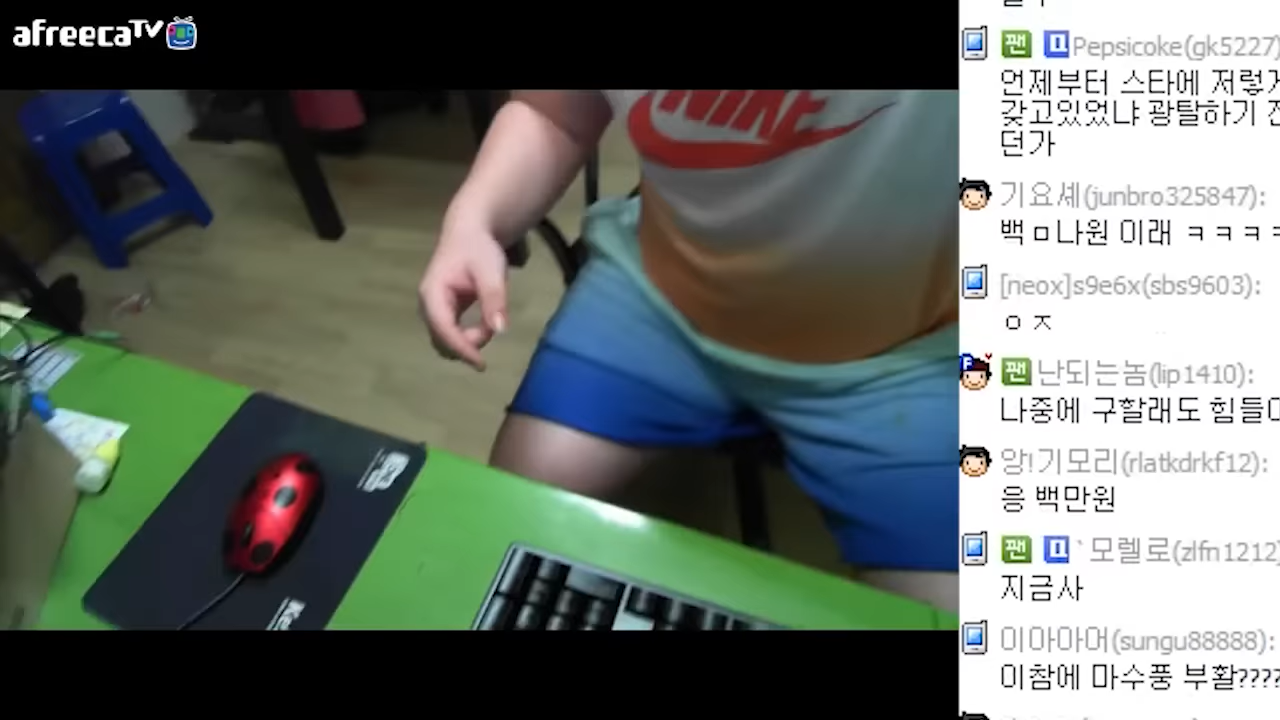 afreecaTV
NIKE
팬 Pepsicoke(gk5227)
언제부터 스타에 저렇게
갖고있었냐 광탈하기 전
던가
기요세(junbro325847):
백ㅁ나원 이래 ㅋㅋㅋㅋ
[neox]s9e6x(sbs9603):
ㅇㅈ
팬 난되는놈(lip1410):
나중에 구할래도 힘들
앙!기모리(rlatkdrkf12):
응 백만원
팬 `모렐로(zlfn1212)
지금사
이아아어(sungu88888):
이참에 마수풍 부활????